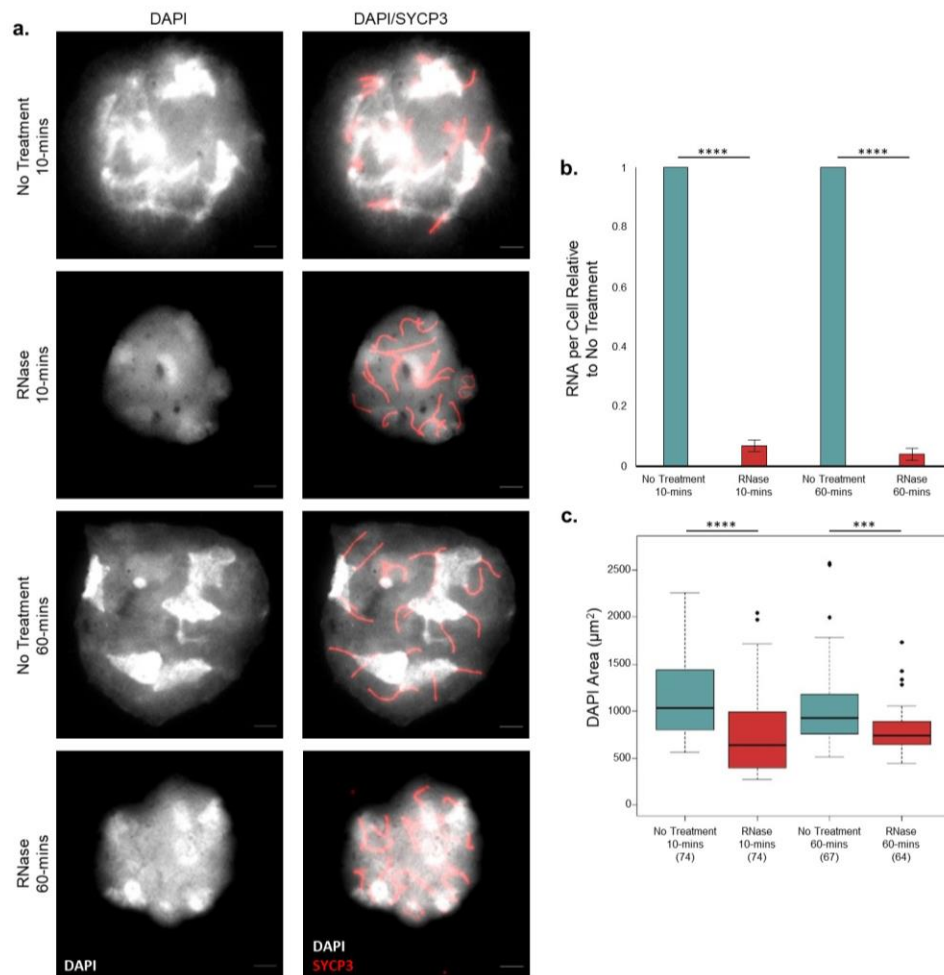 a.
DAPI
DAPI/SYCP3
No Treatment
10-mins
RNase
10-mins
No Treatment
60-mins
RNase
60-mins
DAPI
DAPI
SYCP3
b.
****
****
RNA per Cell Relative
to No Treatment
1
0.8
0.6
0.4
0.2
0
No Treatment
10-mins
RNase
10-mins
No Treatment
60-mins
RNase
60-mins
c.
****
***
DAPI Area (µm²)
2500
2000
1500
1000
500
0
No Treatment
10-mins
(74)
RNase
10-mins
(74)
No Treatment
60-mins
(67)
RNase
60-mins
(64)